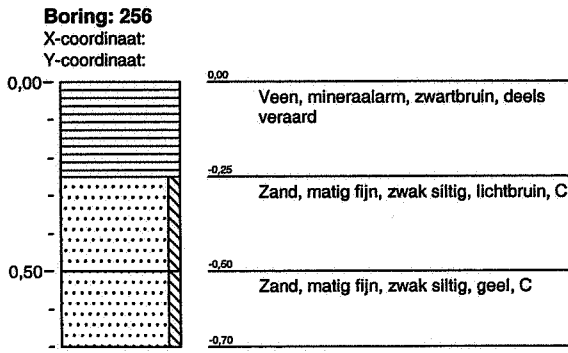 Boring: 256
X-coordinaat:
Y-coordinaat:
0,00
0,00
Veen, mineraalarm, zwartbruin, deels
veraard
-0,25
Zand, matig fijn, zwak siltig, lichtbruin, C
0,50
-0,50
Zand, matig fijn, zwak siltig, geel, C
-0,70